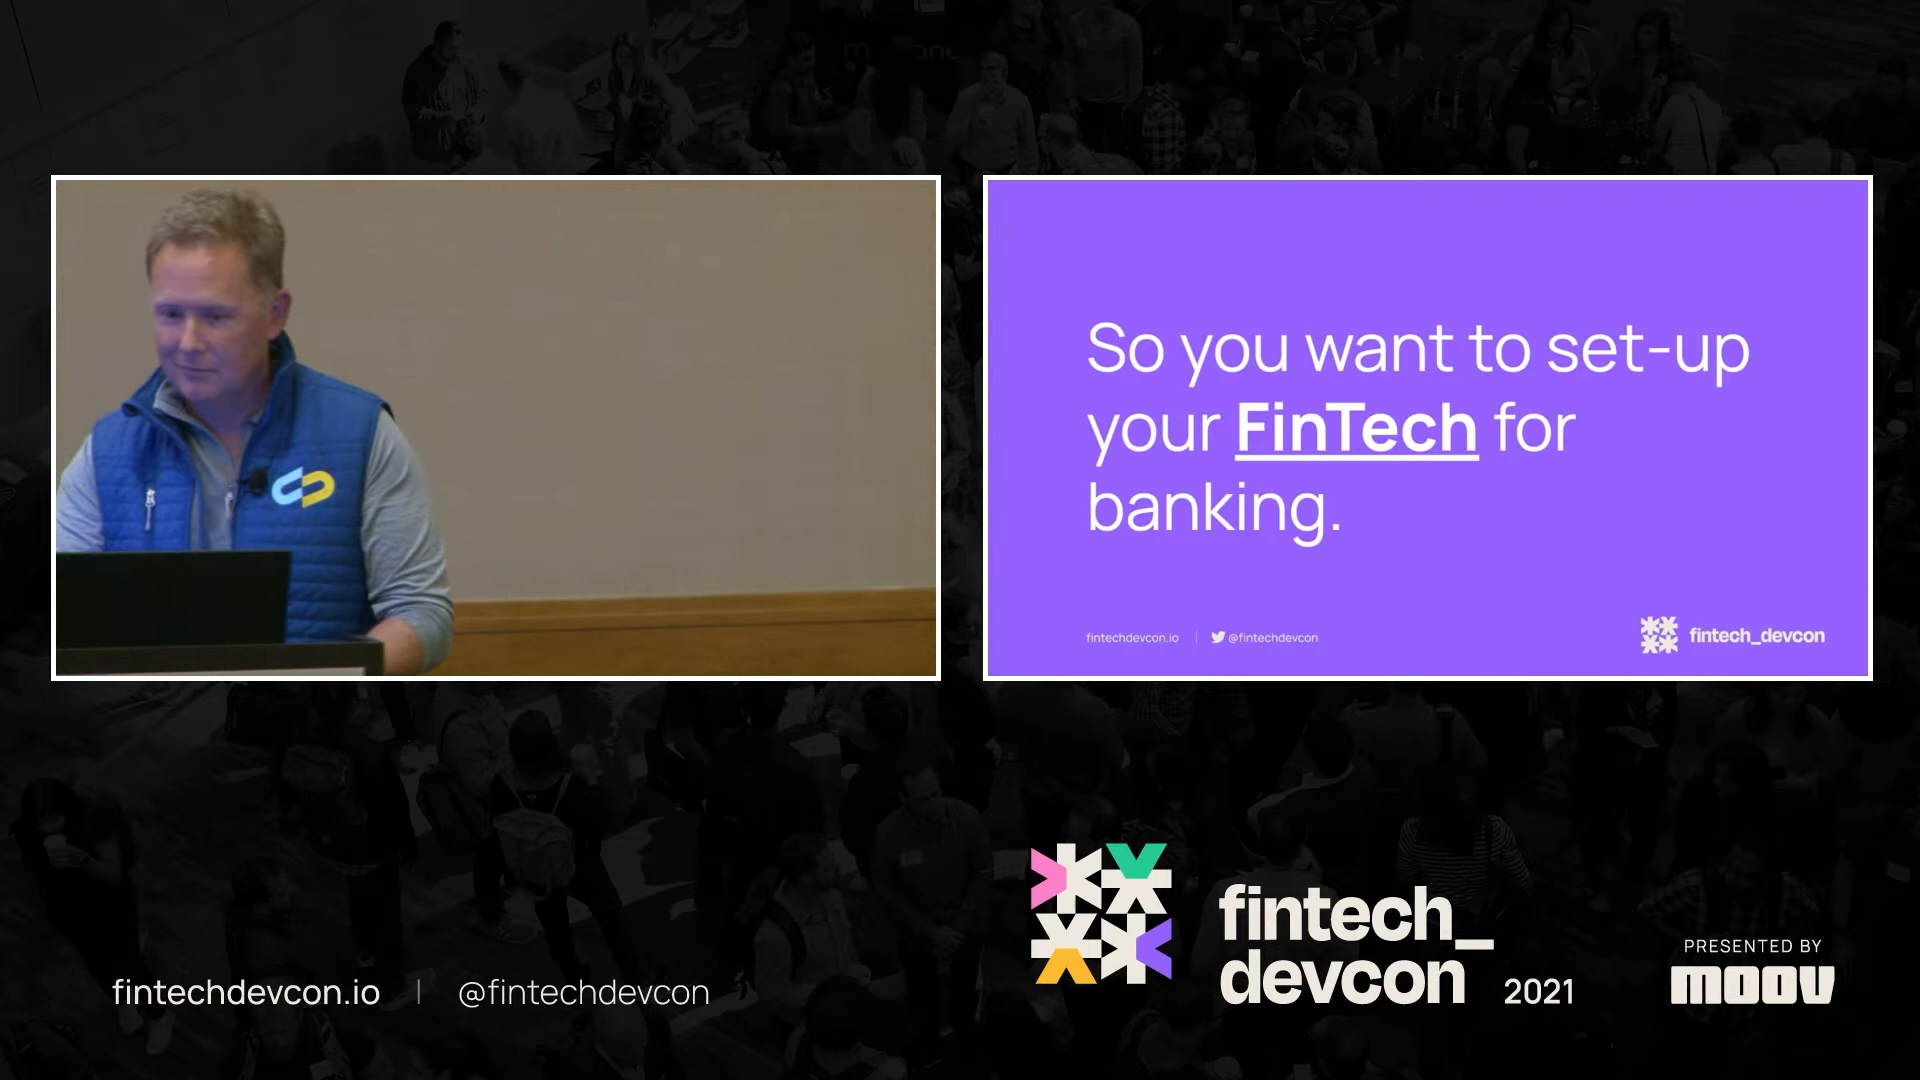 So you want to set-up
your FinTech for
banking.
fintechdevcon.io | @fintechdevcon
fintech_devcon
fintech_
devcon 2021
PRESENTED BY
moov
fintechdevcon.io | @fintechdevcon